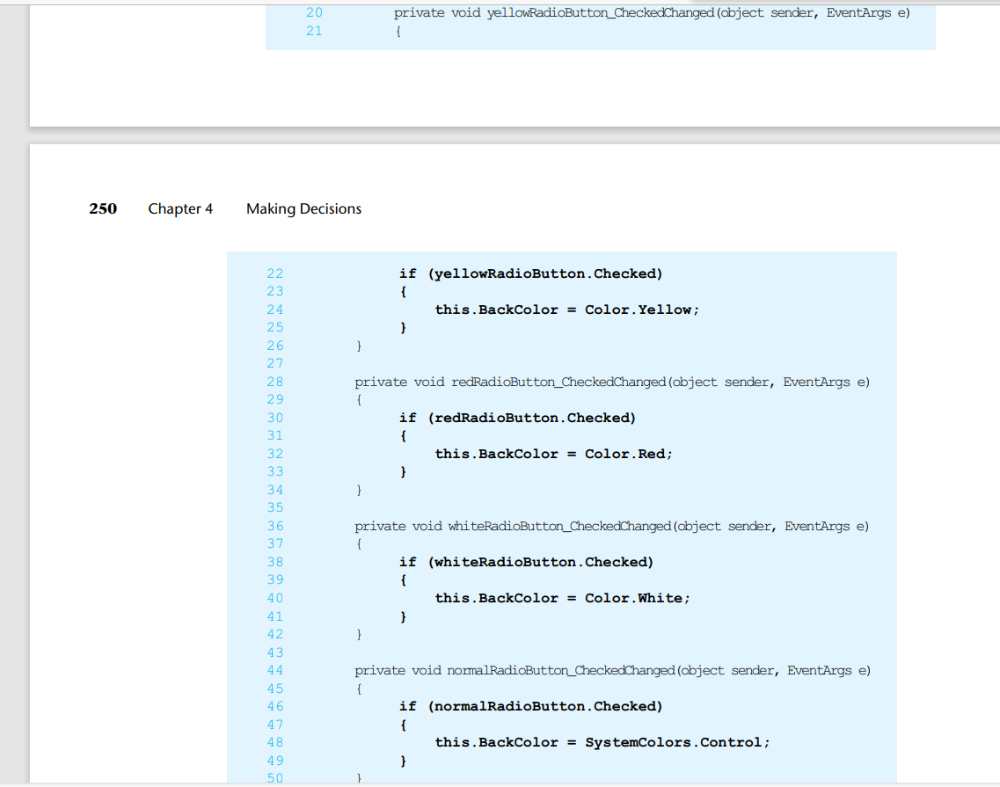 20 private void yellowRadioButton_CheckedChanged(object sender, EventArgs e)
21 {
250 Chapter 4 Making Decisions
22 if (yellowRadioButton.Checked)
23 {
24 this.BackColor = Color.Yellow;
25 }
26 }
27
28 private void redRadioButton_CheckedChanged(object sender, EventArgs e)
29 {
30 if (redRadioButton.Checked)
31 {
32 this.BackColor = Color.Red;
33 }
34 }
35
36 private void whiteRadioButton_CheckedChanged(object sender, EventArgs e)
37 {
38 if (whiteRadioButton.Checked)
39 {
40 this.BackColor = Color.White;
41 }
42 }
43
44 private void normalRadioButton_CheckedChanged(object sender, EventArgs e)
45 {
46 if (normalRadioButton.Checked)
47 {
48 this.BackColor = SystemColors.Control;
49 }
50 }